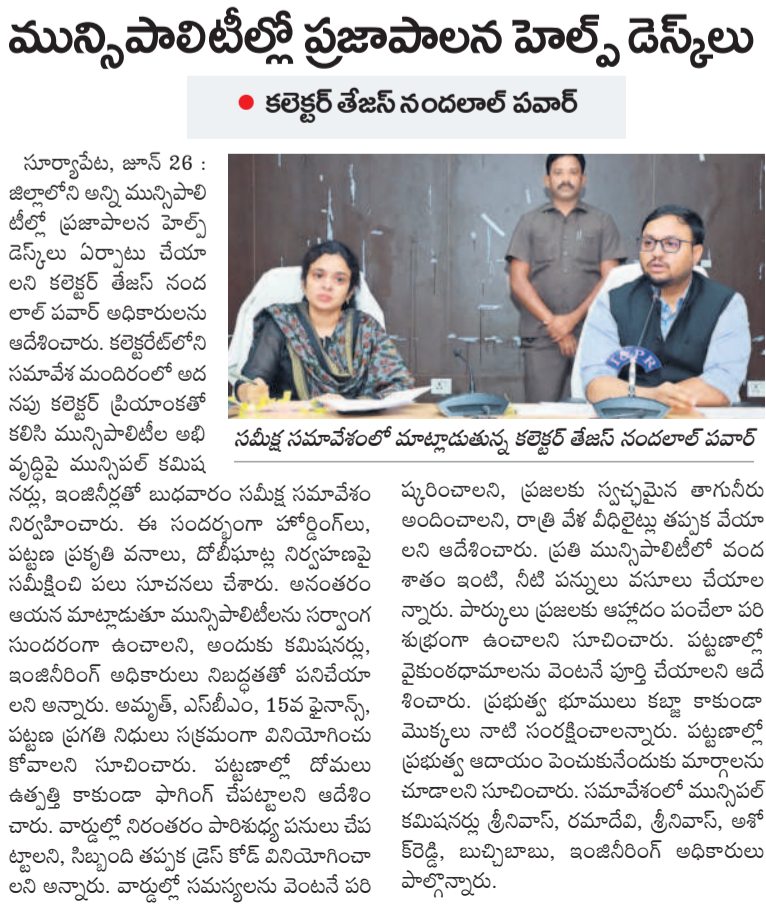 మున్సిపాలిటీల్లో ప్రజాపాలన హెల్ప్ డెస్క్‌లు
● కలెక్టర్ తేజస్ నందలాల్ పవార్
సూర్యాపేట, జూన్ 26 :
జిల్లాలోని అన్ని మున్సిపాలి
టీల్లో ప్రజాపాలన హెల్ప్
డెస్క్‌లు ఏర్పాటు చేయా
లని కలెక్టర్ తేజస్ నంద
లాల్ పవార్ అధికారులను
ఆదేశించారు. కలెక్టరేట్‌లోని
సమావేశ మందిరంలో అద
నపు కలెక్టర్ ప్రియాంకతో
కలిసి మున్సిపాలిటీల అభి
వృద్ధిపై మున్సిపల్ కమిష
నర్లు, ఇంజినీర్లతో బుధవారం సమీక్ష సమావేశం
నిర్వహించారు. ఈ సందర్భంగా హోర్డింగ్‌లు,
పట్టణ ప్రకృతి వనాలు, దోబీఘాట్ల నిర్వహణపై
సమీక్షించి పలు సూచనలు చేశారు. అనంతరం
ఆయన మాట్లాడుతూ మున్సిపాలిటీలను సర్వాంగ
సుందరంగా ఉంచాలని, అందుకు కమిషనర్లు,
ఇంజినీరింగ్ అధికారులు నిబద్ధతతో పనిచేయా
లని అన్నారు. అమృత్, ఎస్‌బీఎం, 15వ ఫైనాన్స్,
పట్టణ ప్రగతి నిధులు సక్రమంగా వినియోగించు
కోవాలని సూచించారు. పట్టణాల్లో దోమలు
ఉత్పత్తి కాకుండా ఫాగింగ్ చేపట్టాలని ఆదేశిం
చారు. వార్డుల్లో నిరంతరం పారిశుధ్య పనులు చేప
ట్టాలని, సిబ్బంది తప్పక డ్రెస్ కోడ్ వినియోగించా
లని అన్నారు. వార్డుల్లో సమస్యలను వెంటనే పరి
I&PR
సమీక్ష సమావేశంలో మాట్లాడుతున్న కలెక్టర్ తేజస్ నందలాల్ పవార్
ష్కరించాలని, ప్రజలకు స్వచ్ఛమైన తాగునీరు
అందించాలని, రాత్రి వేళ వీధిలైట్లు తప్పక వేయా
లని ఆదేశించారు. ప్రతి మున్సిపాలిటీలో వంద
శాతం ఇంటి, నీటి పన్నులు వసూలు చేయాల
న్నారు. పార్కులు ప్రజలకు ఆహ్లాదం పంచేలా పరి
శుభ్రంగా ఉంచాలని సూచించారు. పట్టణాల్లో
వైకుంఠధామాలను వెంటనే పూర్తి చేయాలని ఆదే
శించారు. ప్రభుత్వ భూములు కబ్జా కాకుండా
మొక్కలు నాటి సంరక్షించాలన్నారు. పట్టణాల్లో
ప్రభుత్వ ఆదాయం పెంచుకునేందుకు మార్గాలను
చూడాలని సూచించారు. సమావేశంలో మున్సిపల్
కమిషనర్లు శ్రీనివాస్, రమాదేవి, శ్రీనివాస్, అశో
క్‌రెడ్డి, బుచ్చిబాబు, ఇంజినీరింగ్ అధికారులు
పాల్గొన్నారు.